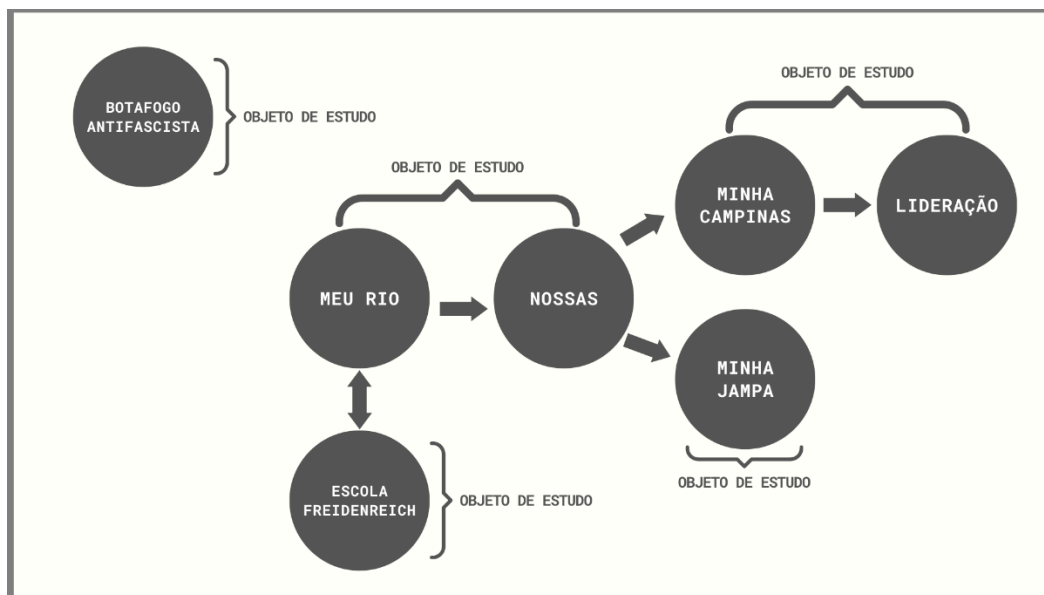 BOTAFOGO
ANTIFASCISTA
OBJETO DE ESTUDO
OBJETO DE ESTUDO
MEU RIO
NOSSAS
OBJETO DE ESTUDO
MINHA
CAMPINAS
LIDERAÇÃO
MINHA
JAMPA
OBJETO DE ESTUDO
ESCOLA
FREIDENREICH
OBJETO DE ESTUDO